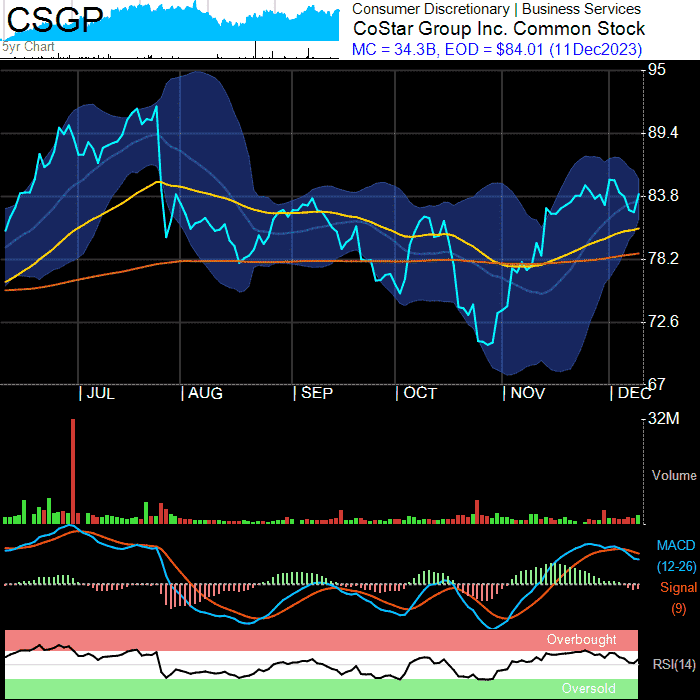 CSGP
5yr Chart
Consumer Discretionary | Business Services
CoStar Group Inc. Common Stock
MC = 34.3B, EOD = $84.01 (11Dec2023)
95
89.4
83.8
78.2
72.6
67
| JUL
| AUG
| SEP
| OCT
| NOV
| DEC
32M
Volume
MACD
(12-26)
Signal
(9)
Overbought
RSI(14)
Oversold